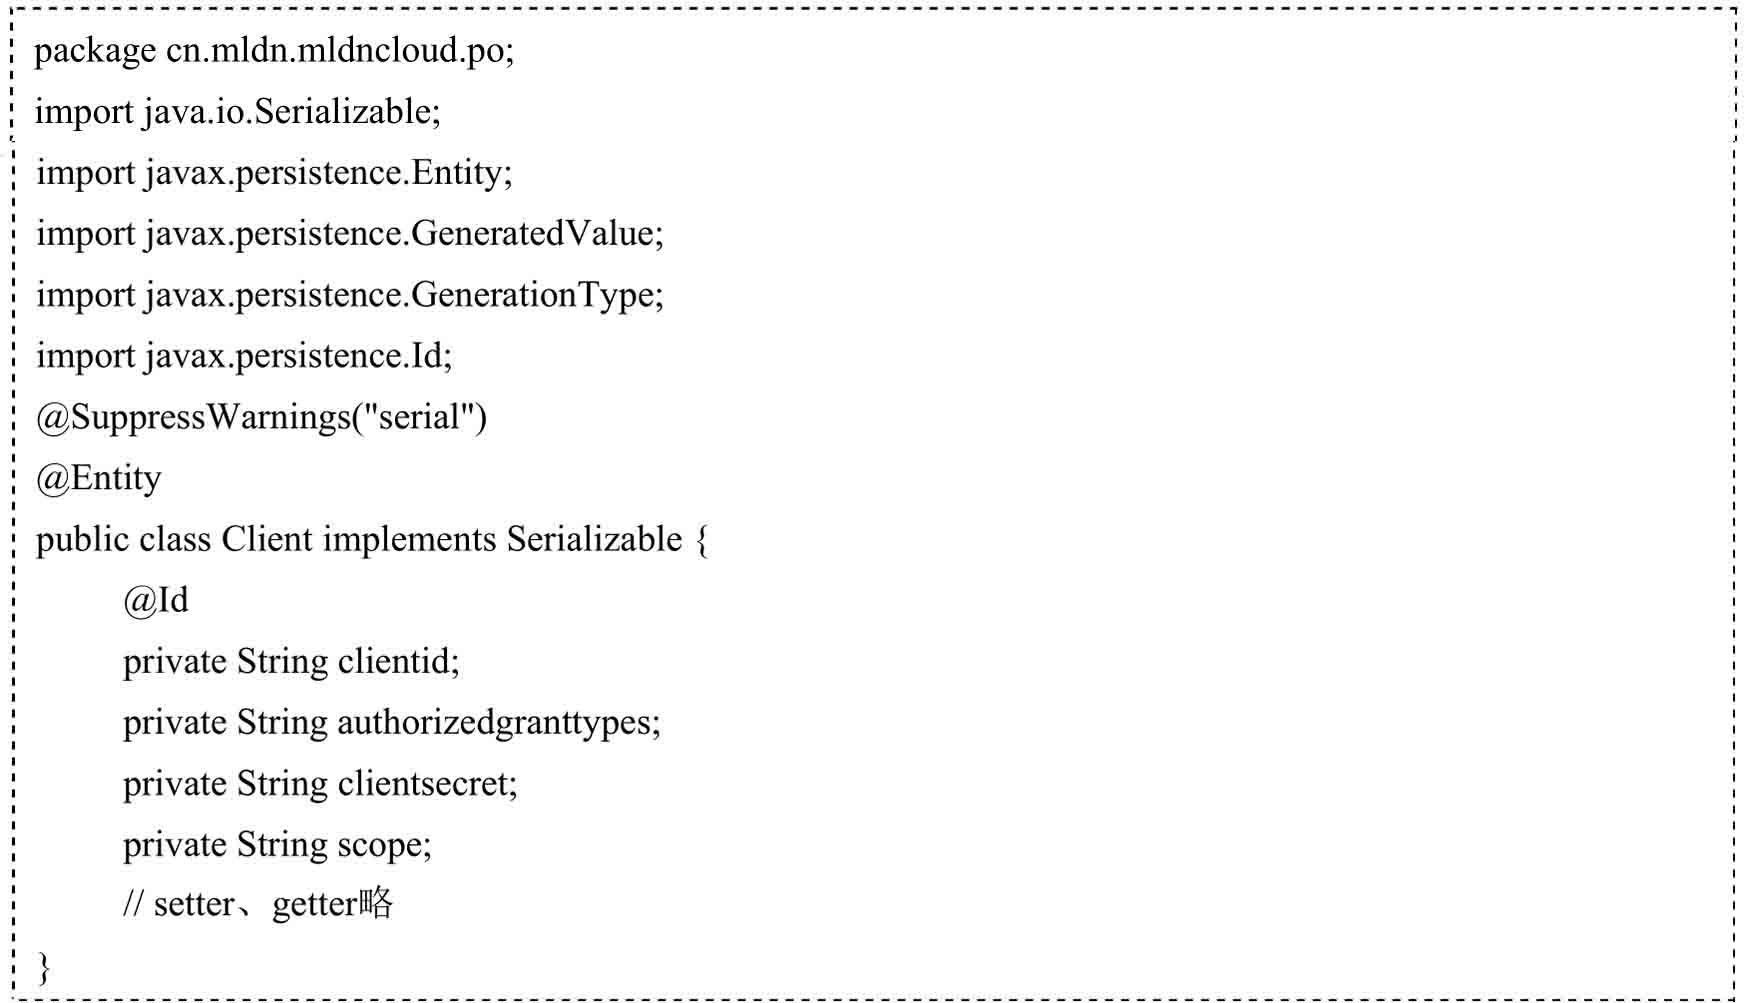 package cn.mldn.mldncloud.po;
import java.io.Serializable;
import javax.persistence.Entity;
import javax.persistence.GeneratedValue;
import javax.persistence.GenerationType;
import javax.persistence.Id;
@SuppressWarnings("serial")
@Entity
public class Client implements Serializable {
@Id
private String clientid;
private String authorizedgranttypes;
private String clientsecret;
private String scope;
// setter、getter略
}